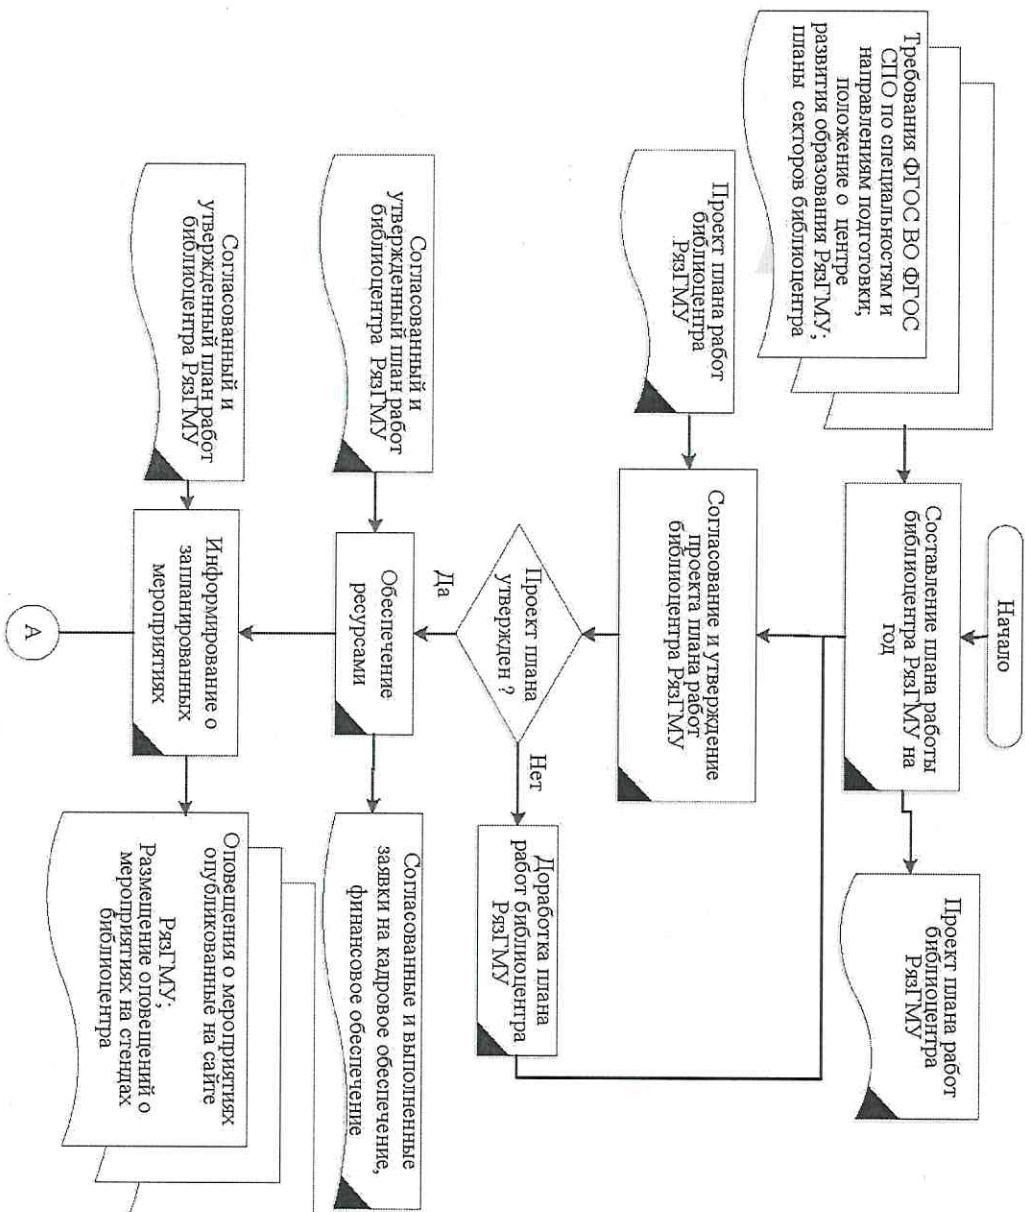 Начало
Требования ФГОС ВО ФГОС
СПО по специальностям и
направлениям подготовки;
положение о центре
развития образования РязГМУ;
планы секторов библиоцентра
Составление плана работы
библиоцентра РязГМУ на
год
Проект плана работ
библиоцентра
РязГМУ
Проект плана работ
библиоцентра
РязГМУ
Согласование и утверждение
проекта плана работ
библиоцентра РязГМУ
Проект плана
утвержден ?
Нет
Доработка плана
работ библиоцентра
РязГМУ
Да
Согласованный и
утвержденный план работ
библиоцентра РязГМУ
Обеспечение
ресурсами
Согласованные и выполненные
заявки на кадровое обеспечение,
финансовое обеспечение
Согласованный и
утвержденный план работ
библиоцентра РязГМУ
Информирование о
запланированных
мероприятиях
Оповещения о мероприятиях
опубликованные на сайте
РязГМУ;
Размещение оповещений о
мероприятиях на стендах
библиоцентра
А